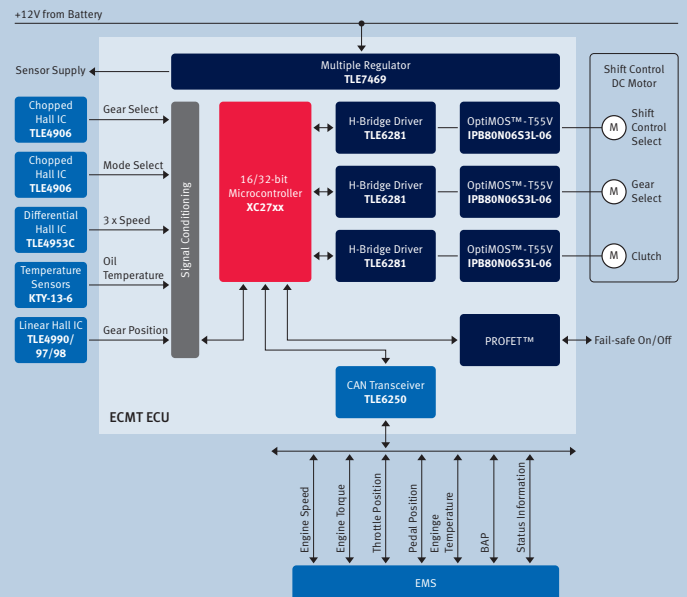 +12V from Battery
Multiple Regulator
TLE7469
Sensor Supply
Shift Control
DC Motor
Chopped
Hall IC
TLE4906
Gear Select
Chopped
Hall IC
TLE4906
Mode Select
Differential
Hall IC
TLE4953C
3 x Speed
Temperature
Sensors
KTY-13-6
Oil
Temperature
Linear Hall IC
TLE4990/
97/98
Gear Position
Signal Conditioning
16/32-bit
Microcontroller
XC27xx
H-Bridge Driver
TLE6281
OptiMOS™-T55V
IPB80N06S3L-06
M
Shift
Control
Select
H-Bridge Driver
TLE6281
OptiMOS™-T55V
IPB80N06S3L-06
M
Gear
Select
H-Bridge Driver
TLE6281
OptiMOS™-T55V
IPB80N06S3L-06
M
Clutch
PROFET™
Fail-safe On/Off
CAN Transceiver
TLE6250
ECMT ECU
Engine Speed
Engine Torque
Throttle Position
Pedal Position
Enginge
Temperature
BAP
Status Information
EMS